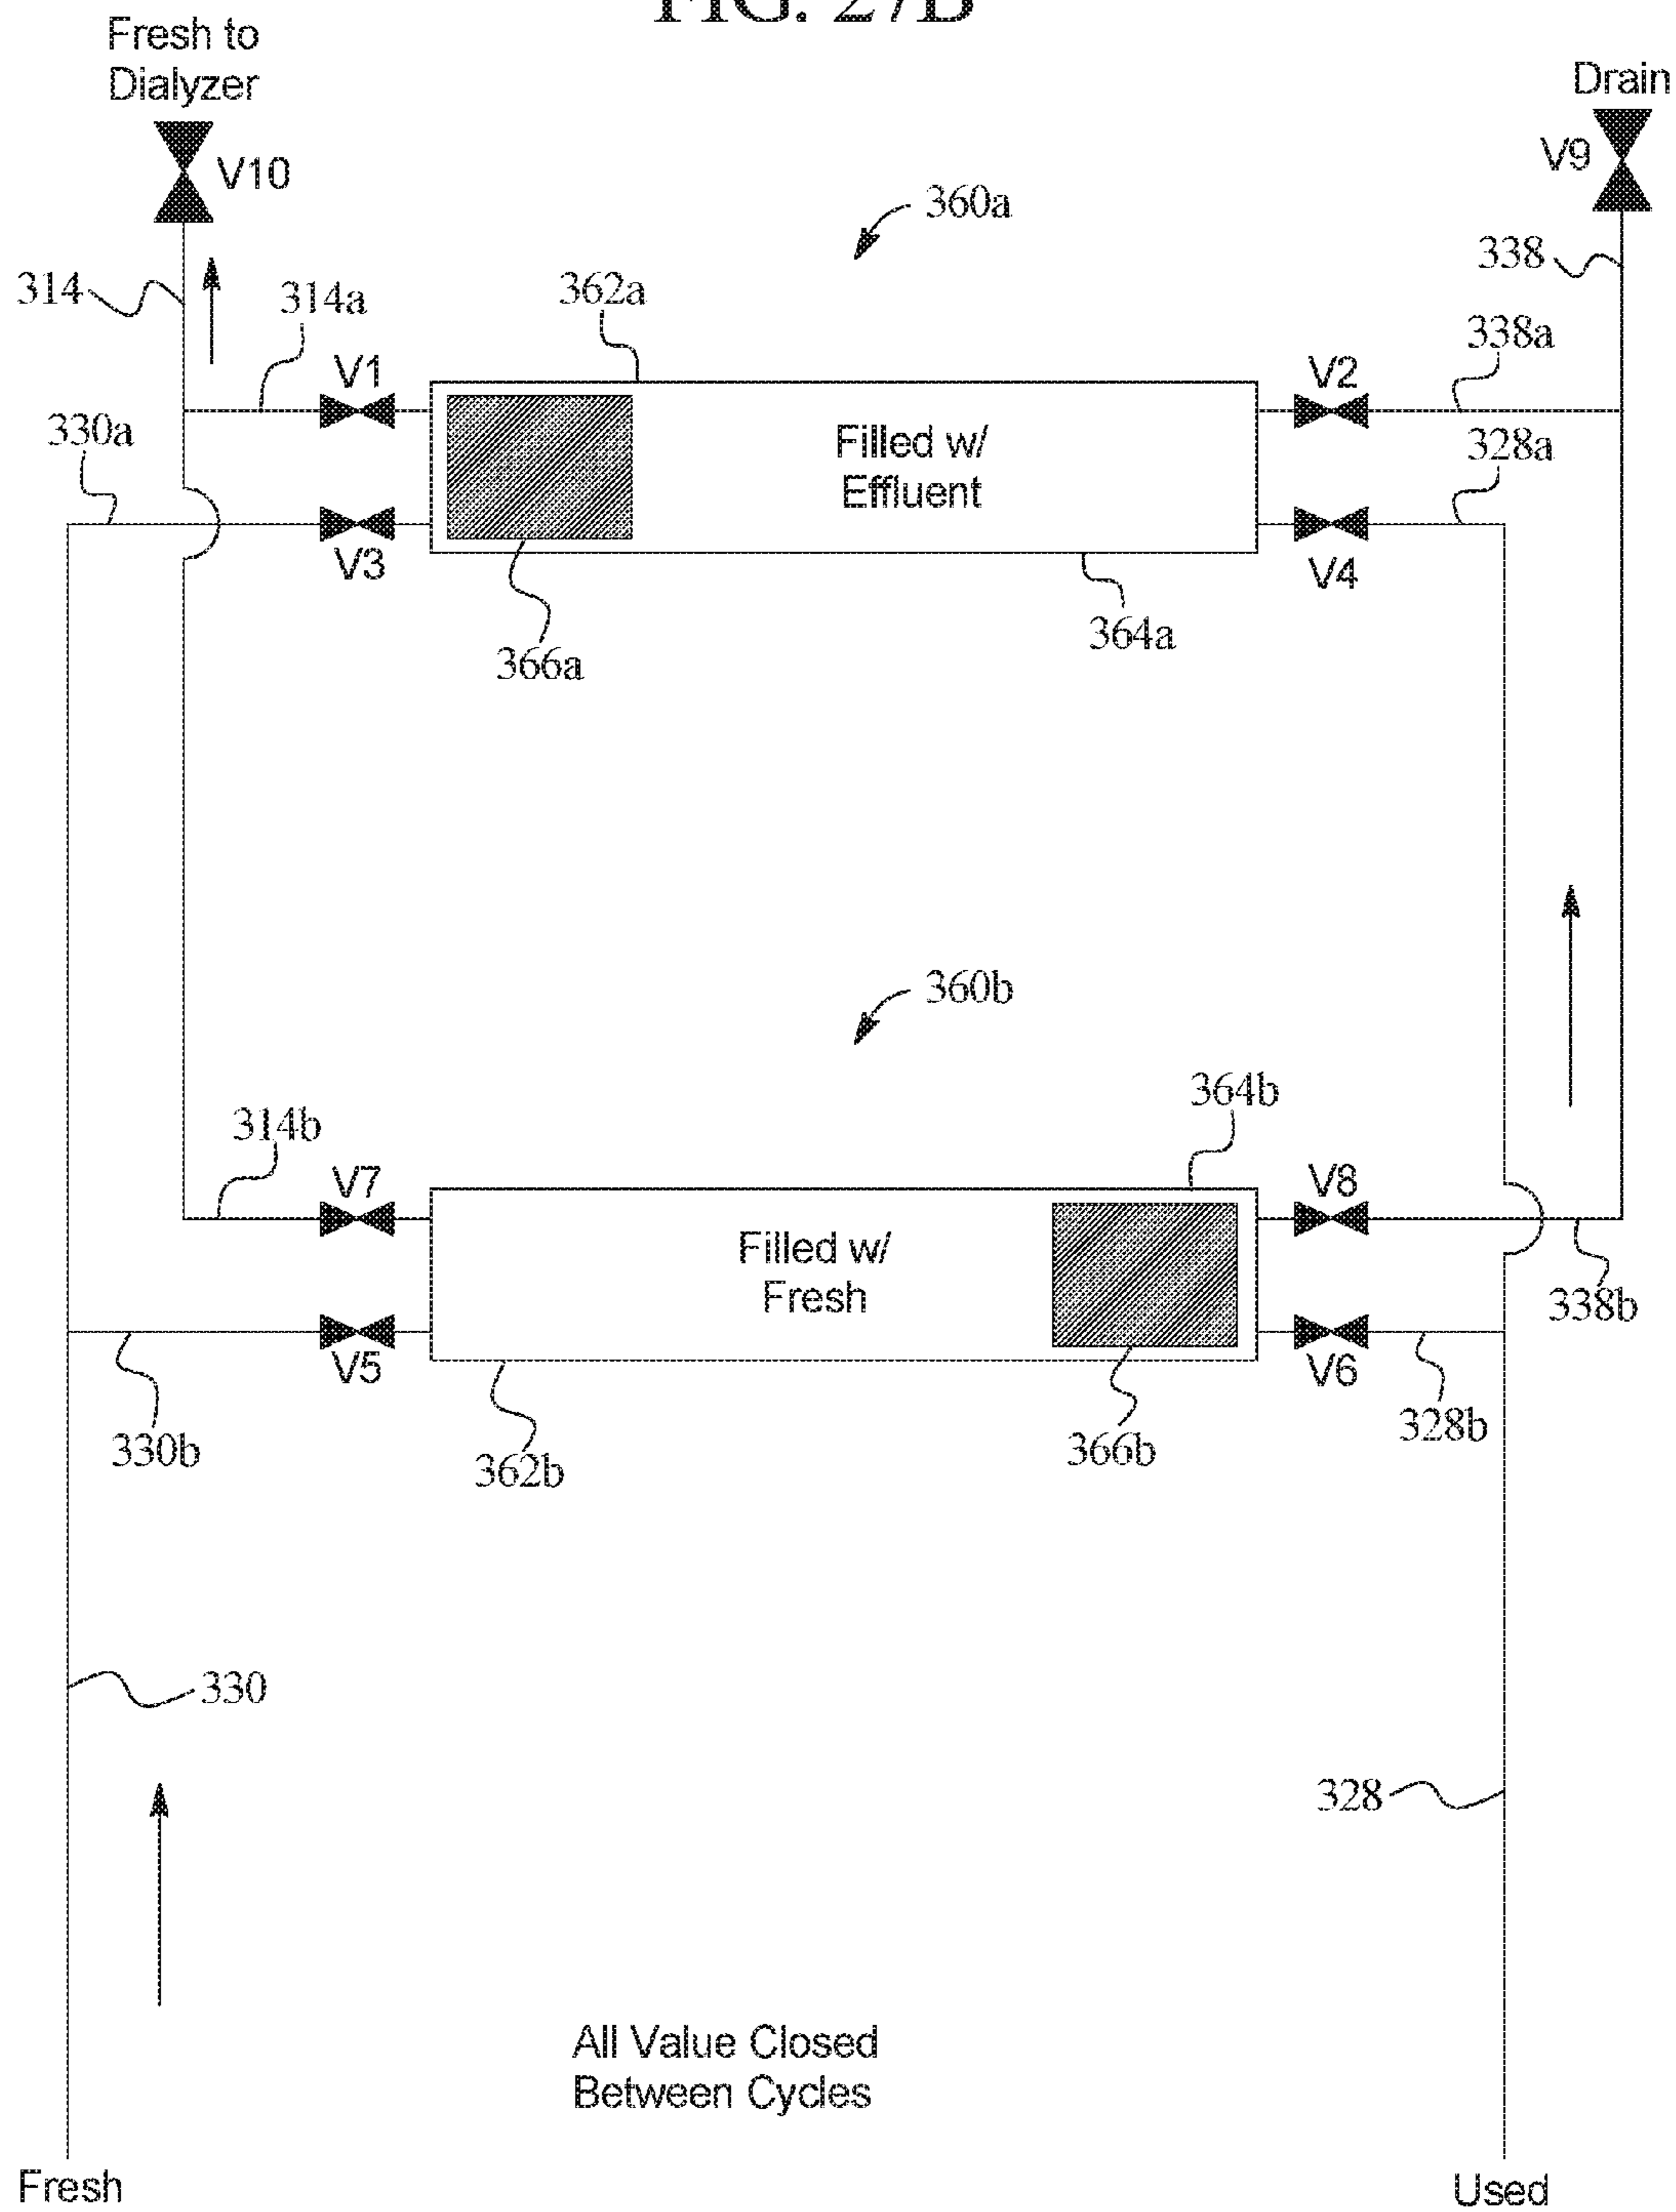 FIG. 27B
Fresh to
Dialyzer
Drain
V10
V9
360a
338
314
314a
362a
338a
V1
V2
330a
328a
Filled w/
Effluent
V3
V4
366a
364a
360b
364b
314b
V7
V8
Filled w/
Fresh
338b
V5
V6
330b
362b
366b
328b
330
328
All Value Closed
Between Cycles
Fresh
Used